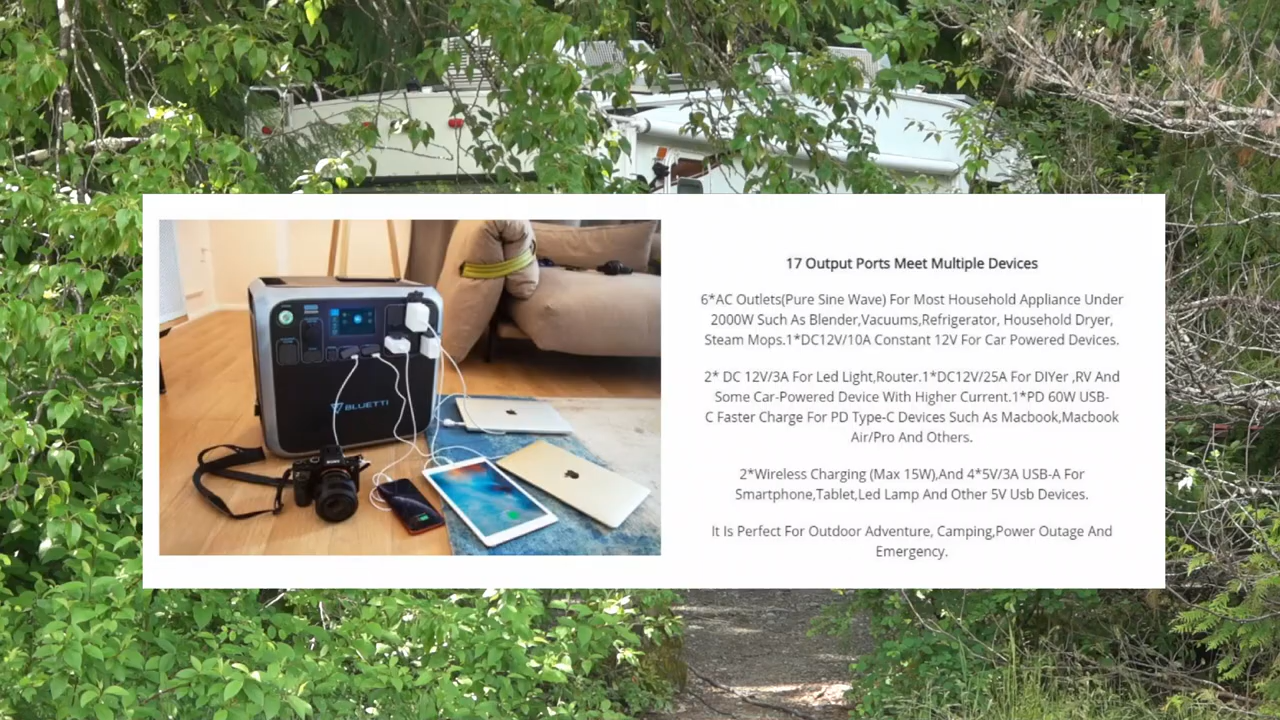 17 Output Ports Meet Multiple Devices
6*AC Outlets(Pure Sine Wave) For Most Household Appliance Under
2000W Such As Blender,Vacuums,Refrigerator, Household Dryer,
Steam Mops.1*DC12V/10A Constant 12V For Car Powered Devices.
2* DC 12V/3A For Led Light,Router.1*DC12V/25A For DIYer ,RV And
Some Car-Powered Device With Higher Current.1*PD 60W USB-
C Faster Charge For PD Type-C Devices Such As Macbook,Macbook
Air/Pro And Others.
2*Wireless Charging (Max 15W),And 4*5V/3A USB-A For
Smartphone,Tablet,Led Lamp And Other 5V Usb Devices.
It Is Perfect For Outdoor Adventure, Camping,Power Outage And
Emergency.
BLUETTI